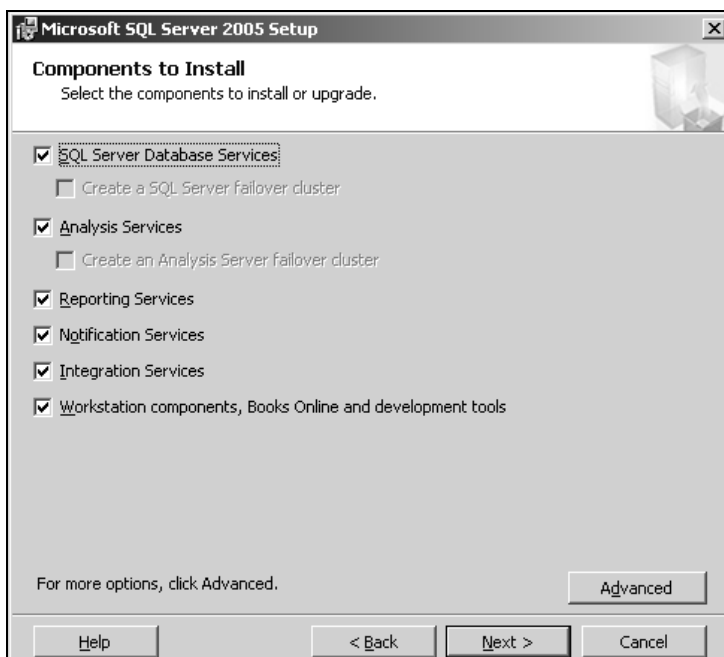 Microsoft SQL Server 2005 Setup
Components to Install
Select the components to install or upgrade.
SQL Server Database Services
Create a SQL Server failover cluster
Analysis Services
Create an Analysis Server failover cluster
Reporting Services
Notification Services
Integration Services
Workstation components, Books Online and development tools
For more options, click Advanced.
Advanced
Help
< Back
Next >
Cancel